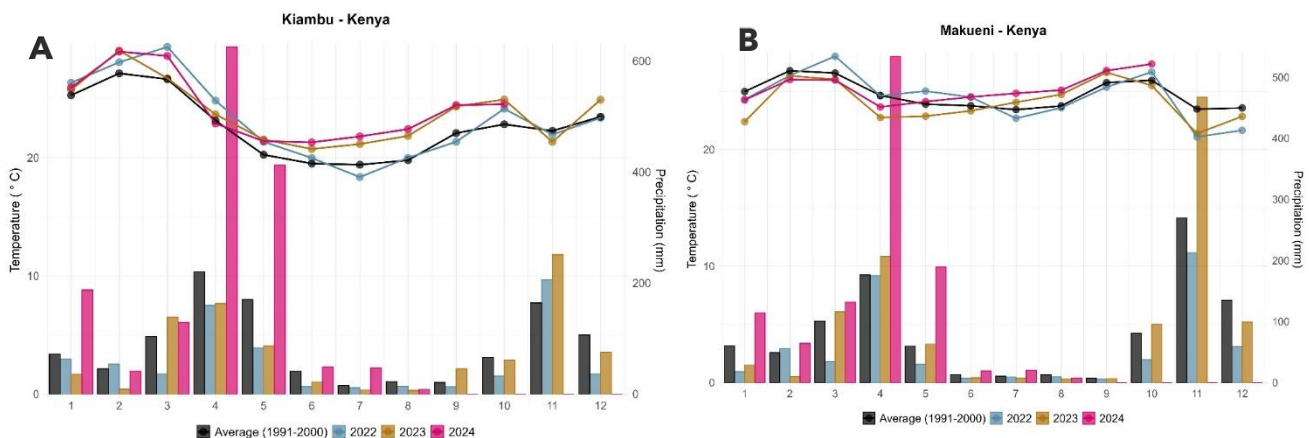 A
Kiambu - Kenya
Temperature ( ° C)
20
10
0
600
400
200
0
Precipitation (mm)
1 2 3 4 5 6 7 8 9 10 11 12
Average (1991-2000) 2022 2023 2024
B
Makueni - Kenya
Temperature ( ° C)
20
10
0
500
400
300
200
100
0
Precipitation (mm)
1 2 3 4 5 6 7 8 9 10 11 12
Average (1991-2000) 2022 2023 2024